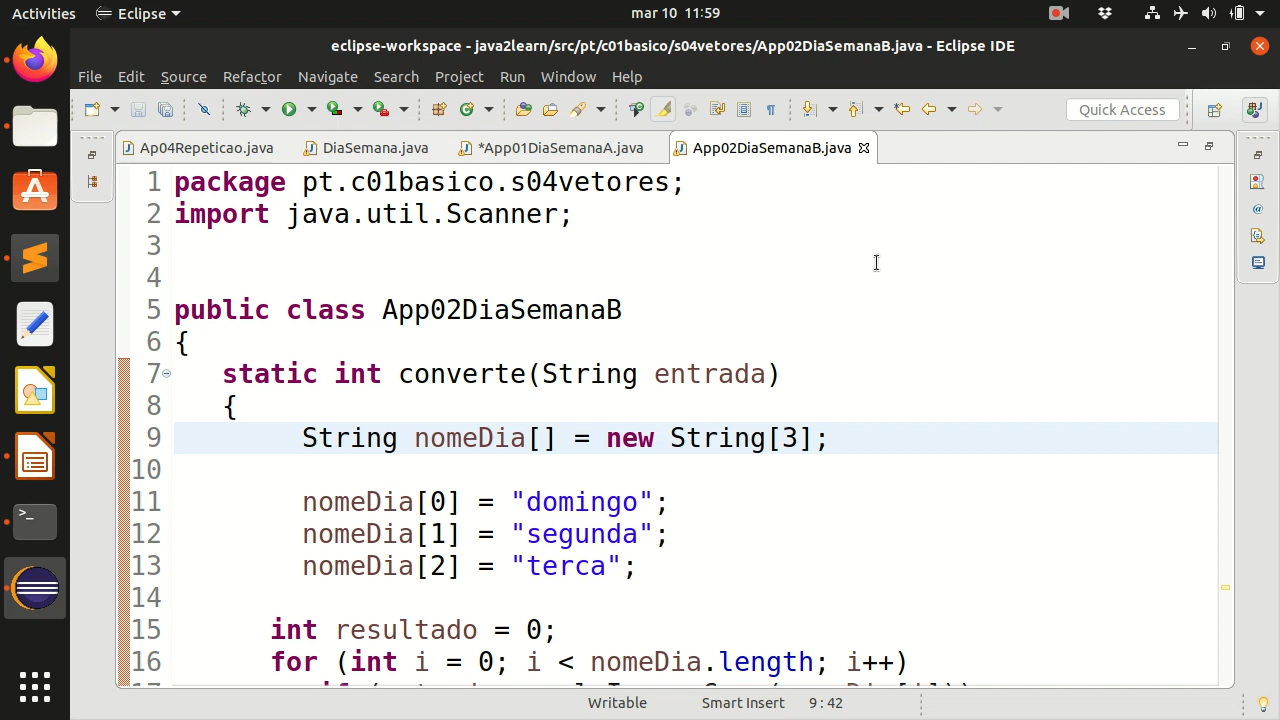 Activities Eclipse mar 10 11:59
eclipse-workspace - java2learn/src/pt/c01basico/s04vetores/App02DiaSemanaB.java - Eclipse IDE
File Edit Source Refactor Navigate Search Project Run Window Help
Quick Access
Ap04Repeticao.java DiaSemana.java *App01DiaSemanaA.java App02DiaSemanaB.java
1 package pt.c01basico.s04vetores;
2 import java.util.Scanner;
3
4
5 public class App02DiaSemanaB
6 {
7 static int converte(String entrada)
8 {
9 String nomeDia[] = new String[3];
10
11 nomeDia[0] = "domingo";
12 nomeDia[1] = "segunda";
13 nomeDia[2] = "terca";
14
15 int resultado = 0;
16 for (int i = 0; i < nomeDia.length; i++)
Writable Smart Insert 9:42